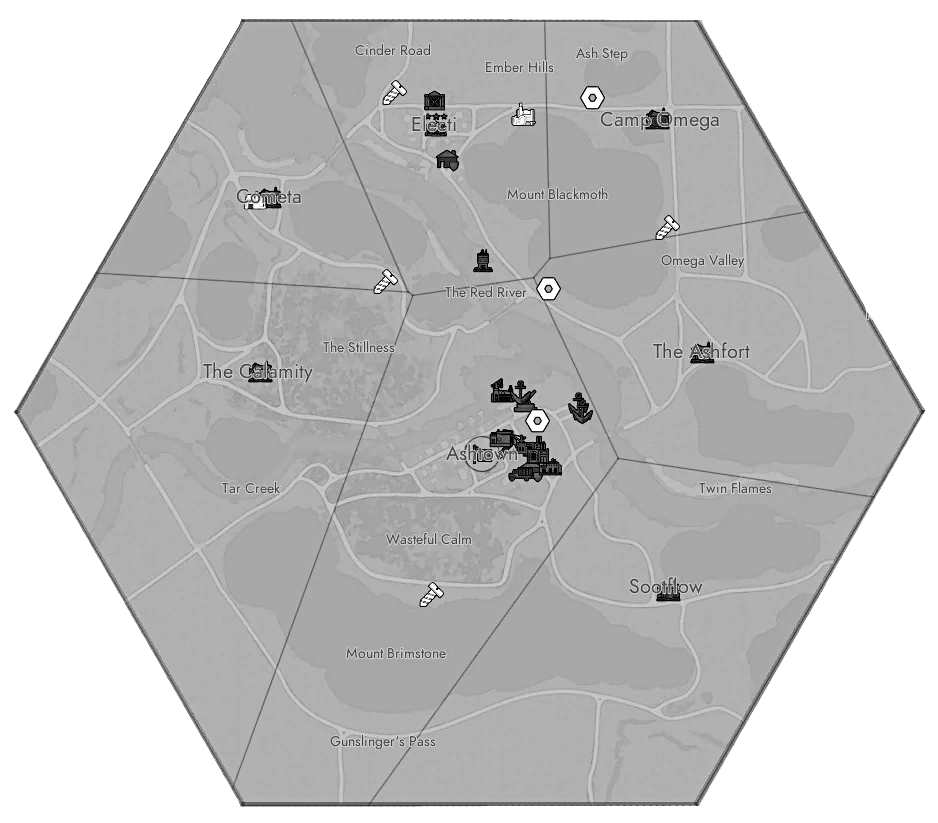 Cinder Road
Ash Step
Ember Hills
Electi
Camp Omega
Cometa
Mount Blackmoth
Omega Valley
The Red River
The Stillness
The Ashfort
The Calamity
Ashtown
Tar Creek
Twin Flames
Wasteful Calm
Sootflow
Mount Brimstone
Gunslinger's Pass